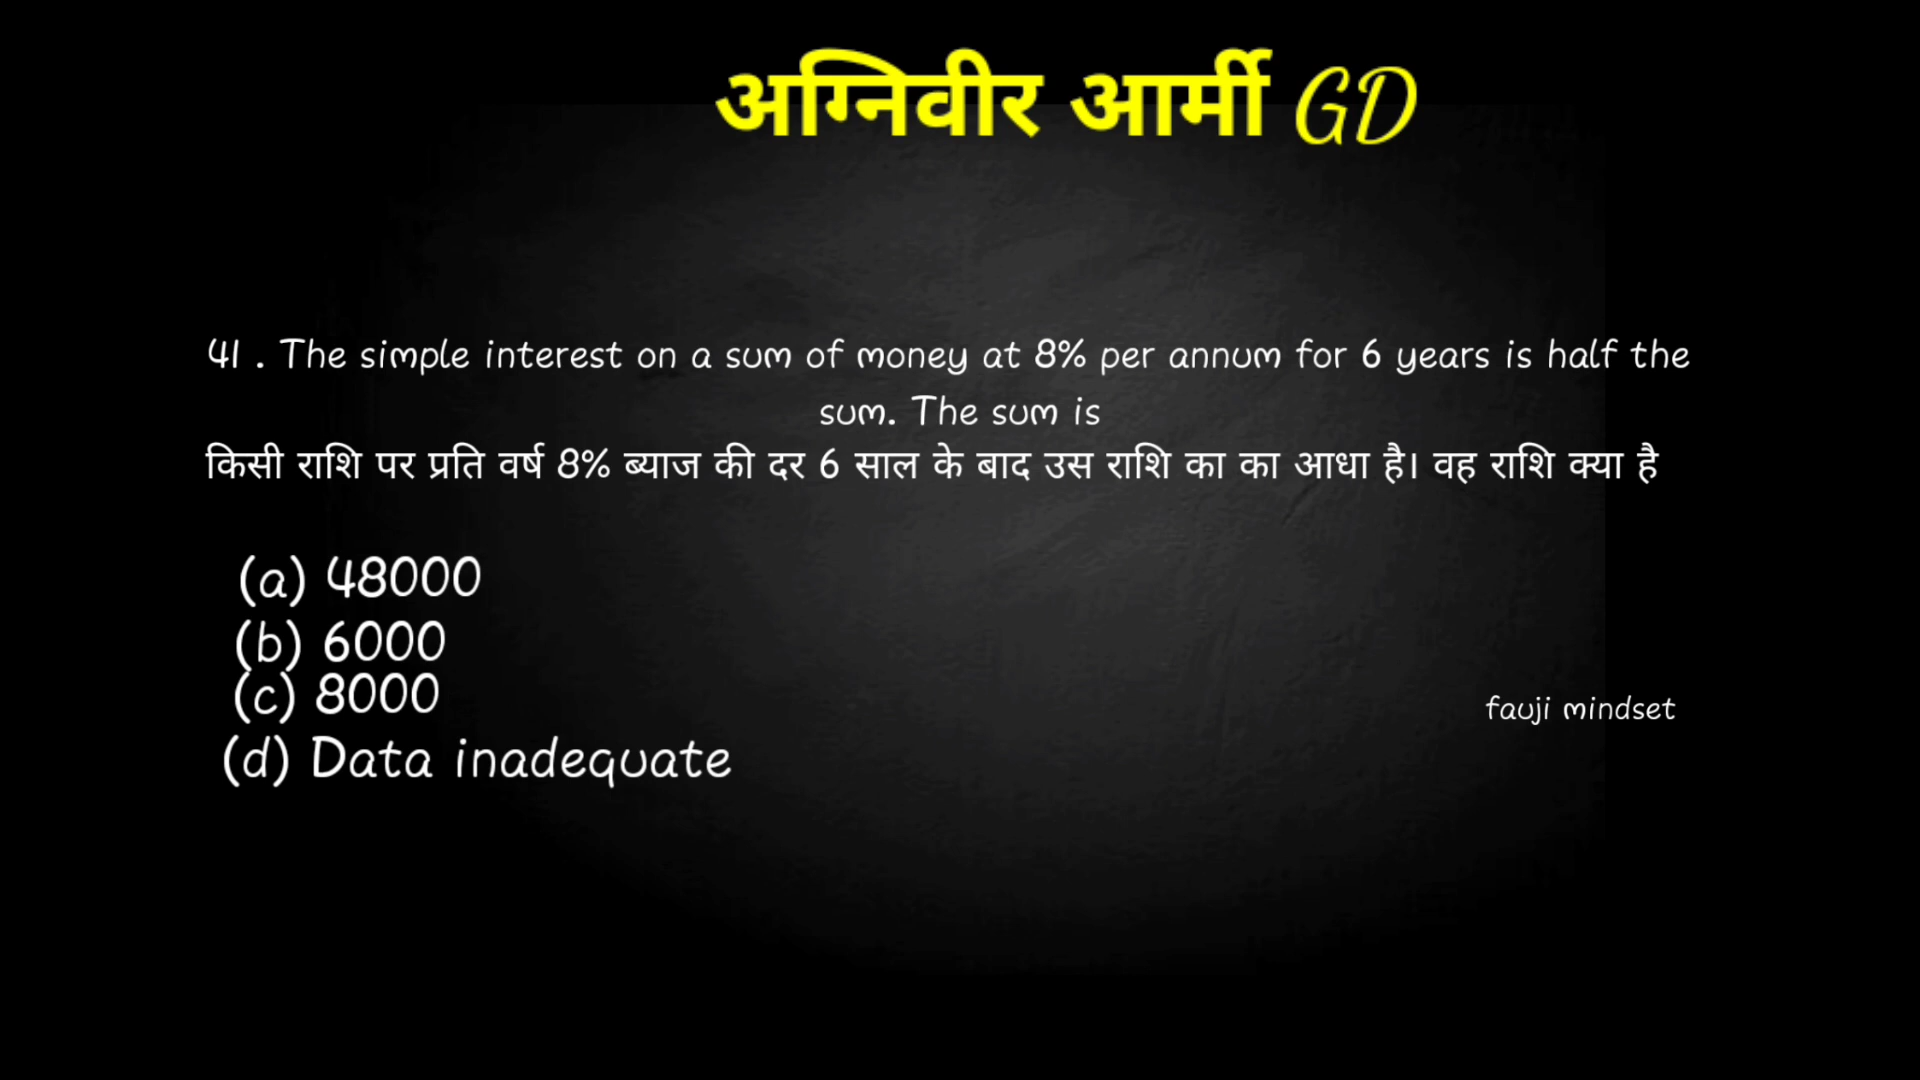 अग्निवीर आर्मी GD
41 . The simple interest on a sum of money at 8% per annum for 6 years is half the
sum. The sum is
किसी राशि पर प्रति वर्ष 8% ब्याज की दर 6 साल के बाद उस राशि का का आधा है। वह राशि क्या है
(a) 48000
(b) 6000
(c) 8000
fauji mindset
(d) Data inadequate